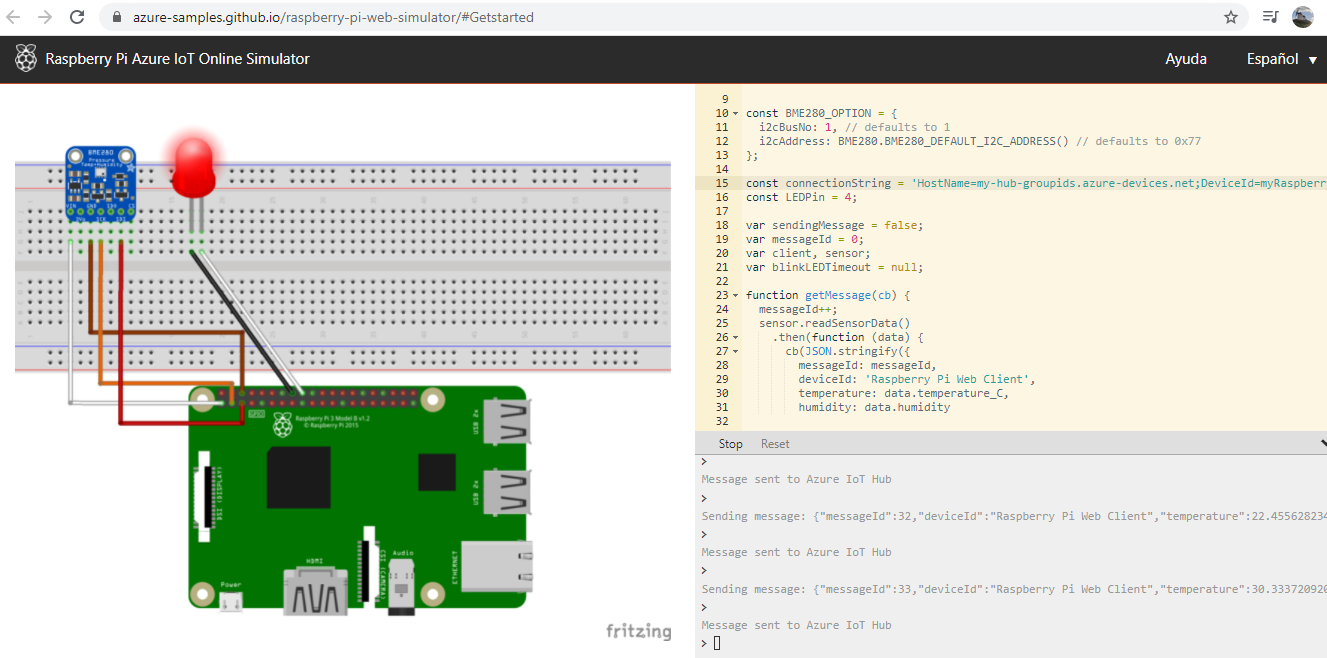 azure-samples.github.io/raspberry-pi-web-simulator/#Getstarted
Raspberry Pi Azure IoT Online Simulator
Ayuda
Español
BME280
Pressure
Temp+Humidity
VIN
GND
SCK
SDI
Raspberry Pi 3 Model B v1.2
© Raspberry Pi 2015
GPIO
USB 2x
USB 2x
DSI (DISPLAY)
CSI (CAMERA)
ETHERNET
Power
HDMI
Audio
fritzing
9
10 const BME280_OPTION = {
11 i2cBusNo: 1, // defaults to 1
12 i2cAddress: BME280.BME280_DEFAULT_I2C_ADDRESS() // defaults to 0x77
13 };
14
15 const connectionString = 'HostName=my-hub-groupids.azure-devices.net;DeviceId=myRaspberr
16 const LEDPin = 4;
17
18 var sendingMessage = false;
19 var messageId = 0;
20 var client, sensor;
21 var blinkLEDTimeout = null;
22
23 function getMessage(cb) {
24 messageId++;
25 sensor.readSensorData()
26 .then(function (data) {
27 cb(JSON.stringify({
28 messageId: messageId,
29 deviceId: 'Raspberry Pi Web Client',
30 temperature: data.temperature_C,
31 humidity: data.humidity
32
Stop Reset
>
Message sent to Azure IoT Hub
>
Sending message: {"messageId":32,"deviceId":"Raspberry Pi Web Client","temperature":22.455628234
>
Message sent to Azure IoT Hub
>
Sending message: {"messageId":33,"deviceId":"Raspberry Pi Web Client","temperature":30.333720920
>
Message sent to Azure IoT Hub
>